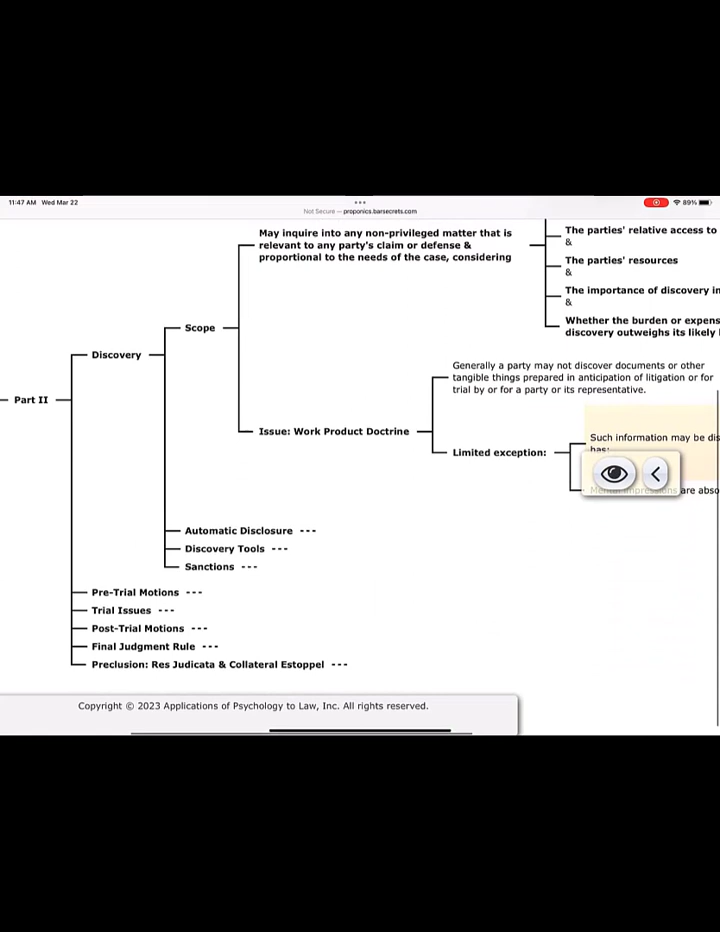 11:47 AM Wed Mar 22
89%
Not Secure — proponics.barsecrets.com
May inquire into any non-privileged matter that is
relevant to any party's claim or defense &
proportional to the needs of the case, considering
The parties' relative access to
&
The parties' resources
&
The importance of discovery in
&
Whether the burden or expens
discovery outweighs its likely
Scope
Discovery
Part II
Generally a party may not discover documents or other
tangible things prepared in anticipation of litigation or for
trial by or for a party or its representative.
Issue: Work Product Doctrine
Such information may be dis
has:
Limited exception:
Mental impressions are abso
Automatic Disclosure ---
Discovery Tools ---
Sanctions ---
Pre-Trial Motions ---
Trial Issues ---
Post-Trial Motions ---
Final Judgment Rule ---
Preclusion: Res Judicata & Collateral Estoppel ---
Copyright © 2023 Applications of Psychology to Law, Inc. All rights reserved.